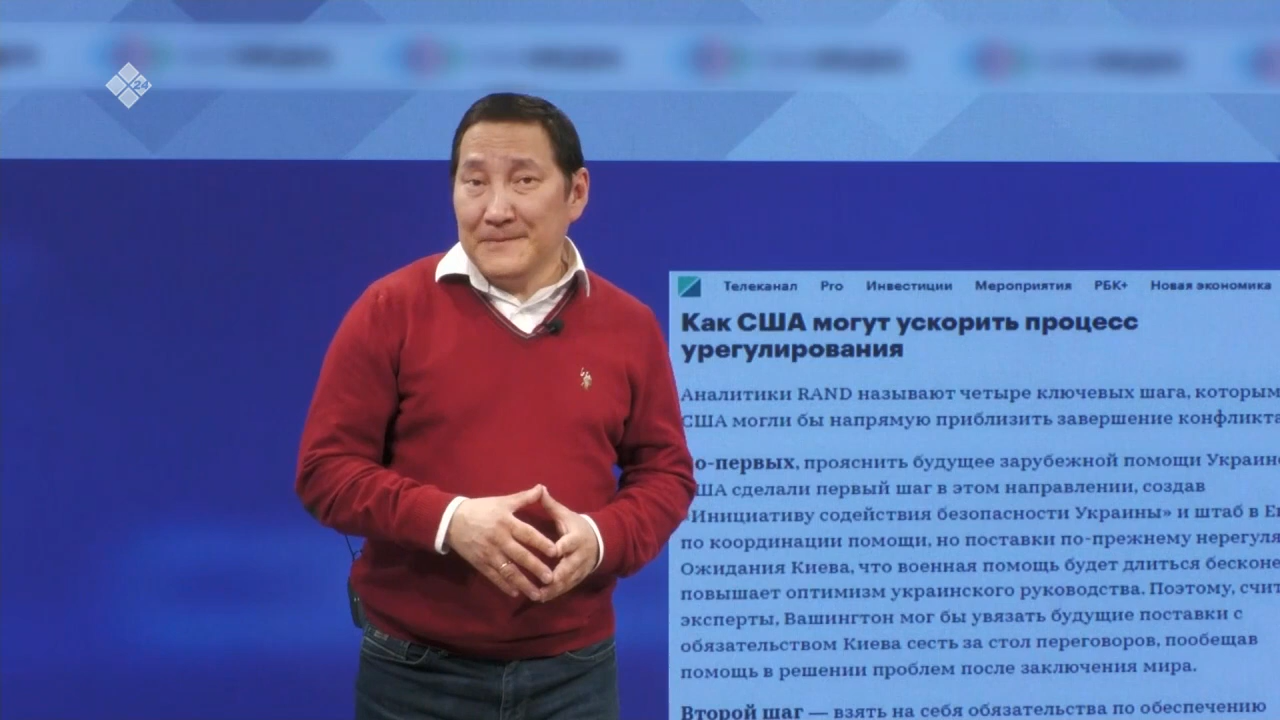 24
Телеканал Pro Инвестиции Мероприятия РБК+ Новая экономика
Как США могут ускорить процесс
урегулирования
Аналитики RAND называют четыре ключевых шага, которым
США могли бы напрямую приблизить завершение конфликта
о-первых, прояснить будущее зарубежной помощи Украин
ША сделали первый шаг в этом направлении, создав
«Инициативу содействия безопасности Украины» и штаб в Ев
по координации помощи, но поставки по-прежнему нерегуля
Ожидания Киева, что военная помощь будет длиться бесконе
повышает оптимизм украинского руководства. Поэтому, счит
эксперты, Вашингтон мог бы увязать будущие поставки с
обязательством Киева сесть за стол переговоров, пообещав
помощь в решении проблем после заключения мира.
Второй шаг — взять на себя обязательства по обеспечению